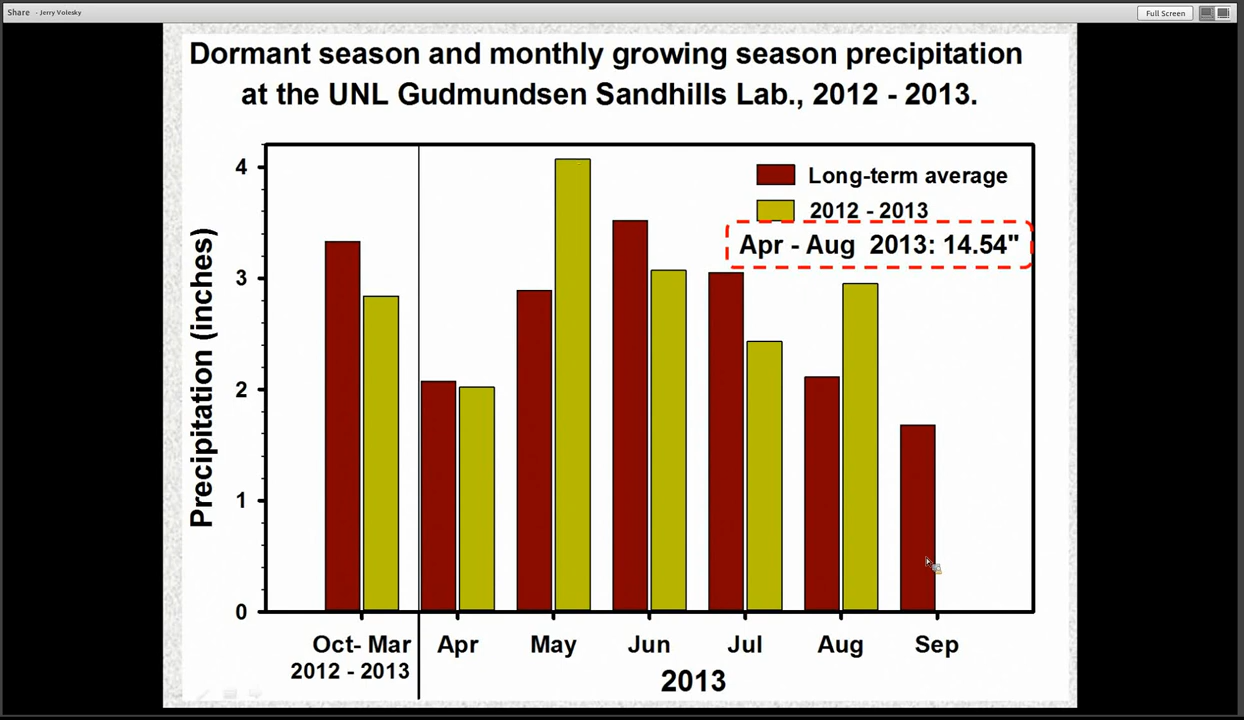 Share - Jerry Volesky
Full Screen
Dormant season and monthly growing season precipitation
at the UNL Gudmundsen Sandhills Lab., 2012 - 2013.
Long-term average
2012 - 2013
Apr - Aug 2013: 14.54"
Precipitation (inches)
4
3
2
1
0
Oct- Mar Apr May Jun Jul Aug Sep
2012 - 2013
2013